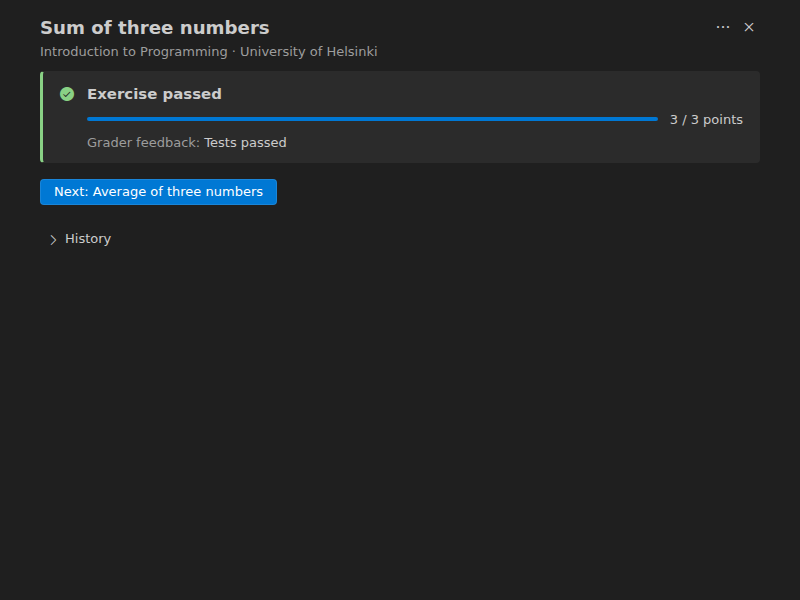 Sum of three numbers
Introduction to Programming · University of Helsinki
Exercise passed
3 / 3 points
Grader feedback: Tests passed
Next: Average of three numbers
History